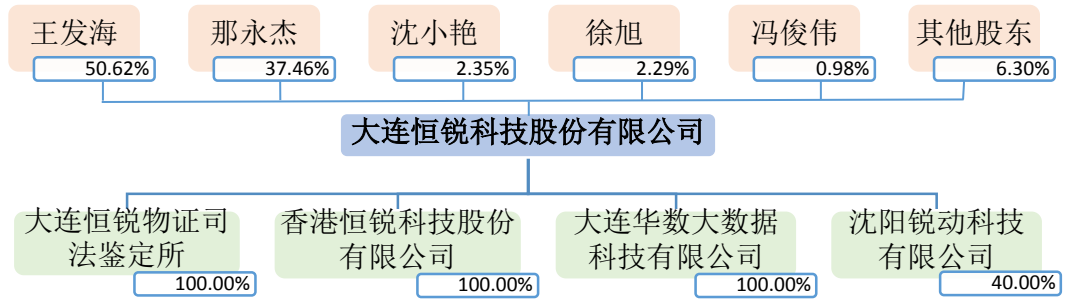 王发海
那永杰
沈小艳
徐旭
冯俊伟
其他股东
50.62%
37.46%
2.35%
2.29%
0.98%
6.30%
大连恒锐科技股份有限公司
大连恒锐物证司
法鉴定所
100.00%
香港恒锐科技股份
有限公司
100.00%
大连华数大数据
科技有限公司
100.00%
沈阳锐动科技
有限公司
40.00%